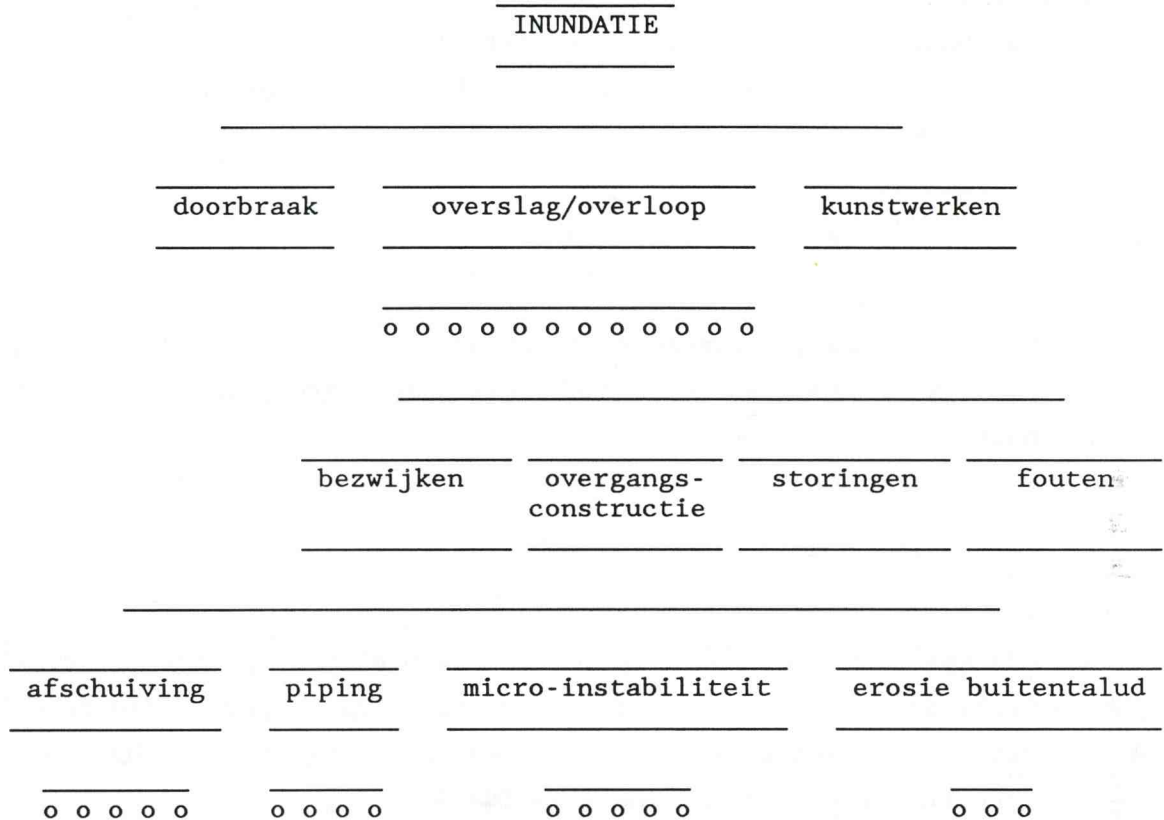 INUNDATIE
doorbraak overslag/overloop kunstwerken
o o o o o o o o o o o o
bezwijken overgangs- storingen fouten
constructie
afschuiving piping micro-instabiliteit erosie buitentalud
o o o o o o o o o o o o o o o o o